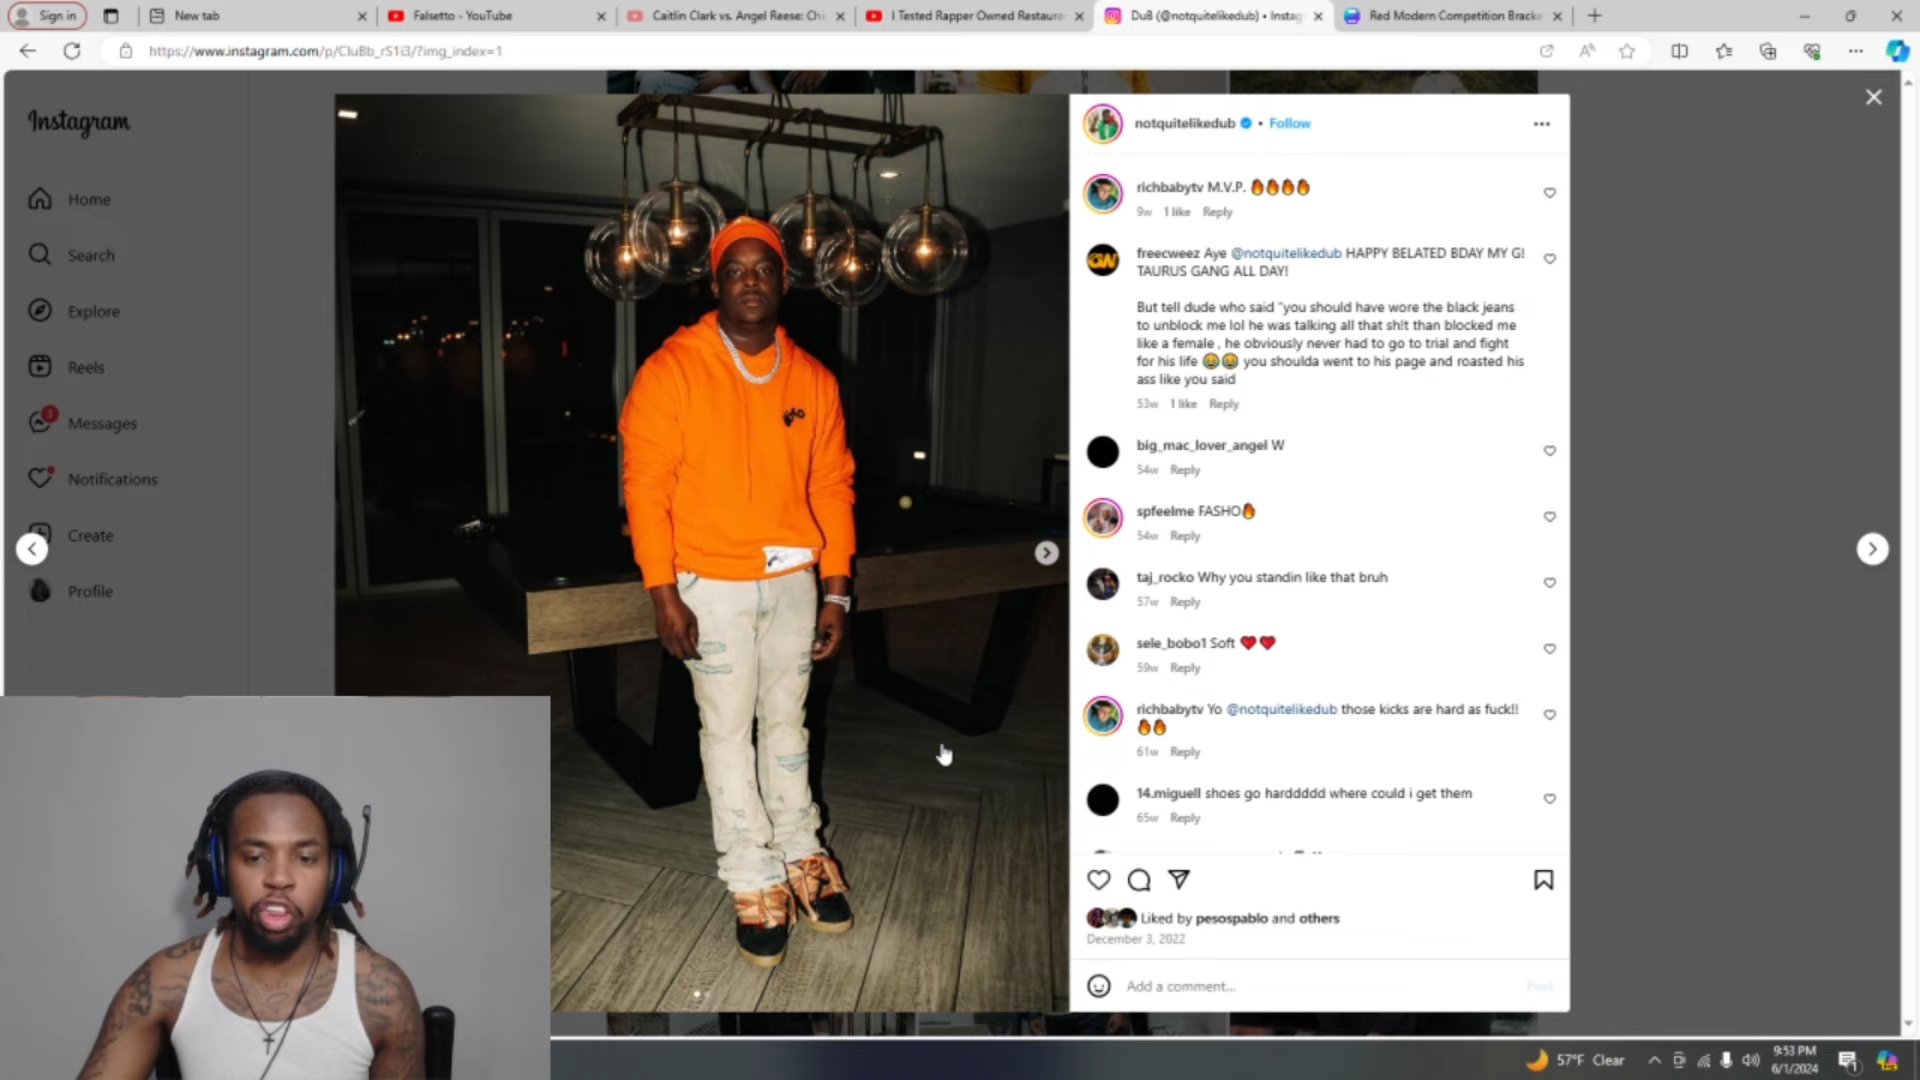 Sign in
New tab
Falsetto - YouTube
Caitlin Clark vs. Angel Reese: Chi
I Tested Rapper Owned Restaura
DuB (@notquitelikedub) • Instag
Red Modern Competition Bracke
https://www.instagram.com/p/CluBb_rS1i3/?img_index=1
Instagram
Home
Search
Explore
Reels
3
Messages
Notifications
Create
Profile
notquitelikedub • Follow
richbabytv M.V.P. 🔥🔥🔥🔥
9w 1 like Reply
freecweez Aye @notquitelikedub HAPPY BELATED BDAY MY G!
TAURUS GANG ALL DAY!
But tell dude who said "you should have wore the black jeans
to unblock me lol he was talking all that sh!t than blocked me
like a female , he obviously never had to go to trial and fight
for his life 😂😂 you shoulda went to his page and roasted his
ass like you said
53w 1 like Reply
GW
big_mac_lover_angel W
54w Reply
spfeelme FASHO🔥
54w Reply
taj_rocko Why you standin like that bruh
57w Reply
sele_bobo1 Soft ❤️❤️
59w Reply
richbabytv Yo @notquitelikedub those kicks are hard as fuck!!
🔥🔥
61w Reply
14.miguell shoes go harddddd where could i get them
65w Reply
Liked by pesospablo and others
December 3, 2022
Add a comment...
Post
57°F Clear
9:53 PM
6/1/2024
1